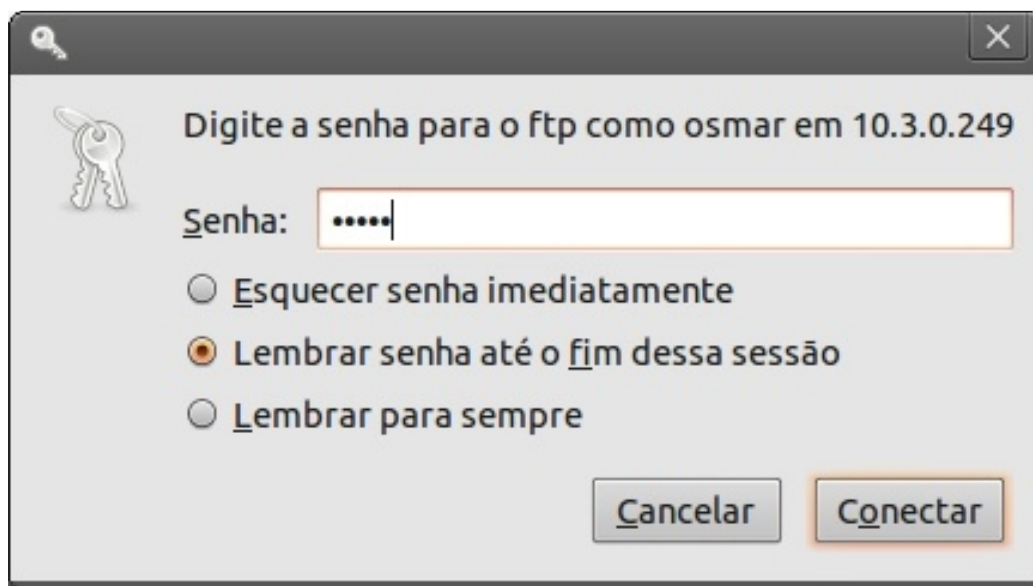 Digite a senha para o ftp como osmar em 10.3.0.249
Senha: •••••
Esquecer senha imediatamente
Lembrar senha até o fim dessa sessão
Lembrar para sempre
Cancelar
Conectar